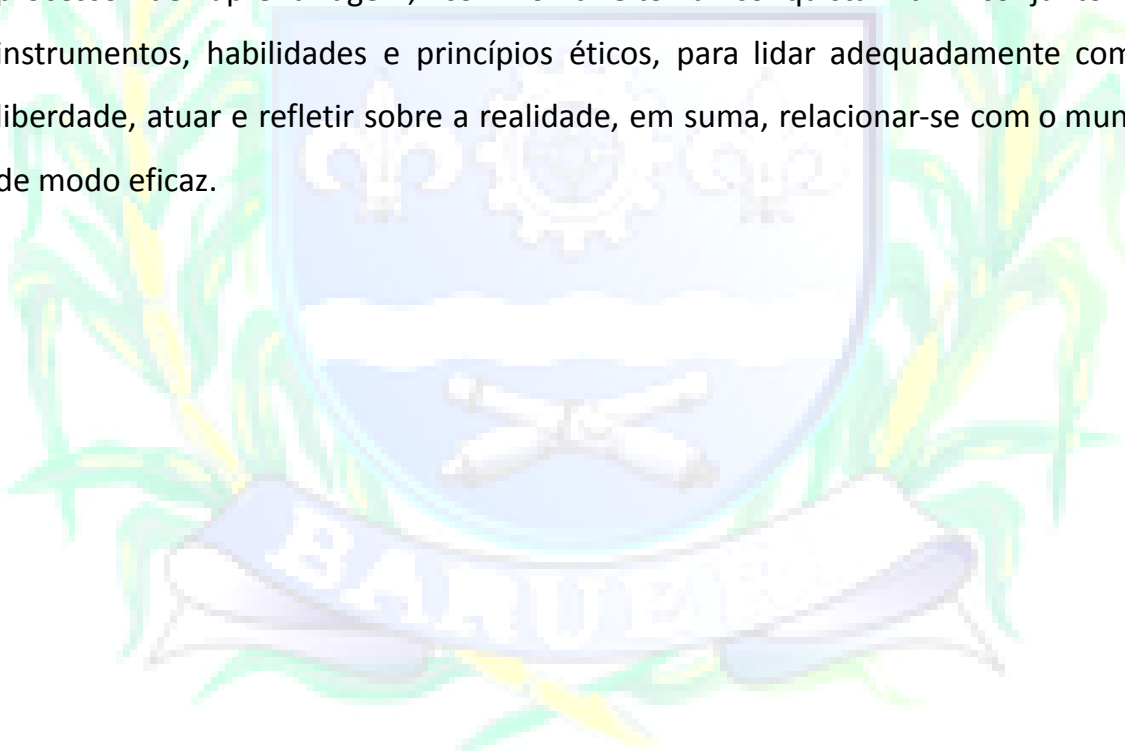 instrumentos, habilidades e princípios éticos, para lidar adequadamente com
liberdade, atuar e refletir sobre a realidade, em suma, relacionar-se com o mun
de modo eficaz.
BARUERI